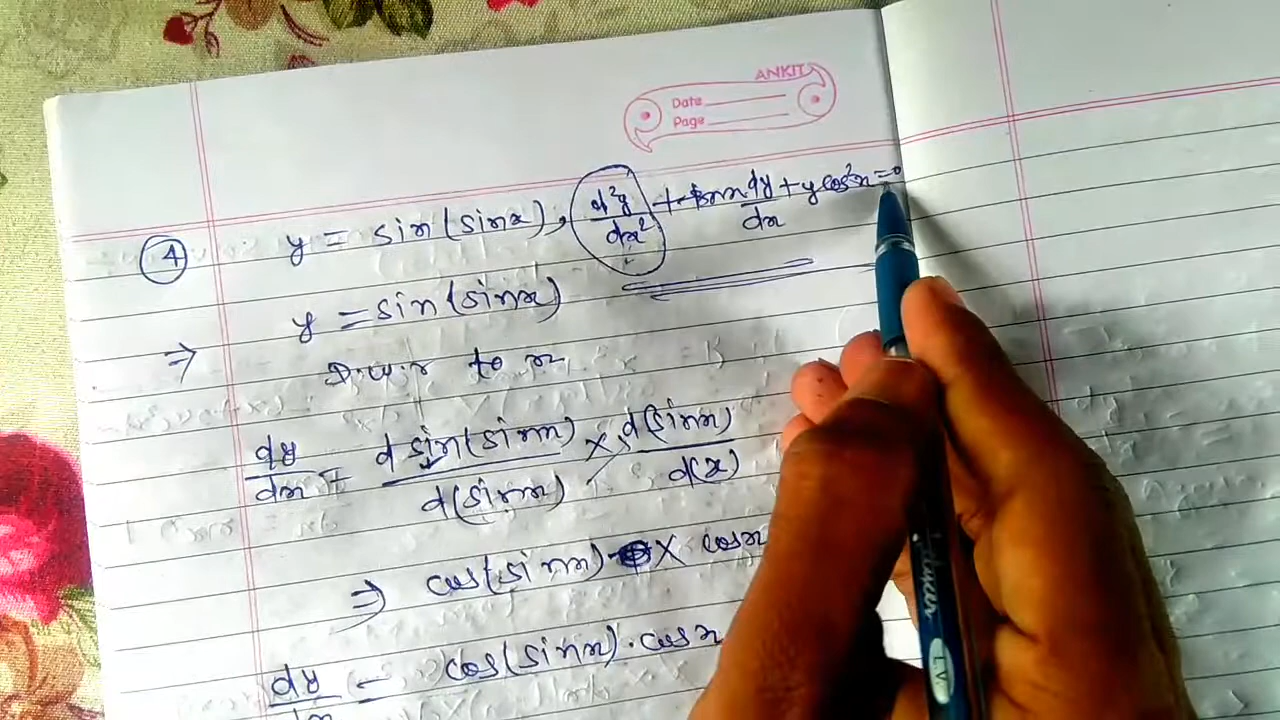 ANKIT
Date
Page
④ y = sin(sinx), d²y/dx² + tanx dy/dx + y cos²x = 0
⇒ y = sin(sinx)
D.w.r to x
dy/dx = d sin(sinx)/d(sinx) × d(sinx)/d(x)
⇒ cos(sinx) × cosx
dy/dx = cos(sinx).cosx